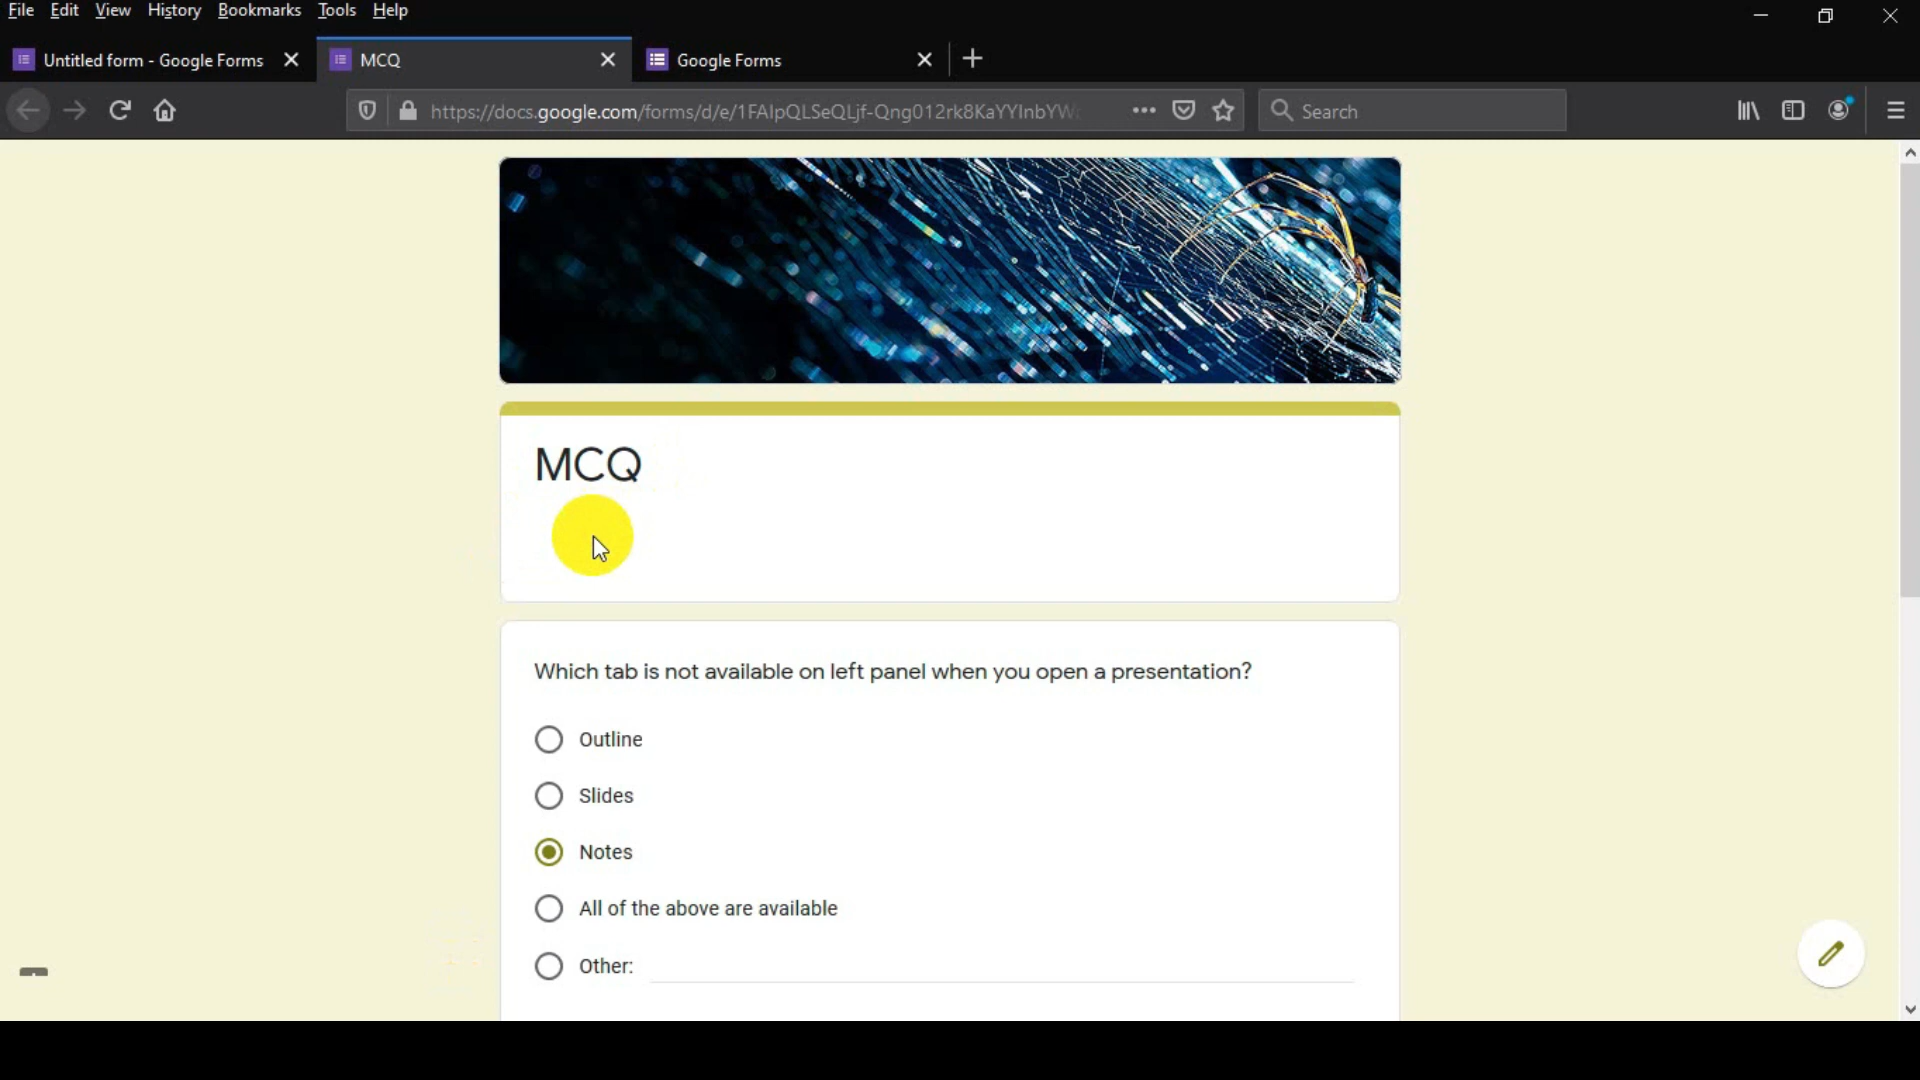 File Edit View History Bookmarks Tools Help
Untitled form - Google Forms MCQ Google Forms
https://docs.google.com/forms/d/e/1FAIpQLSeQLjf-Qng012rk8KaYYInbYW Search
MCQ
Which tab is not available on left panel when you open a presentation?
Outline
Slides
Notes
All of the above are available
Other: